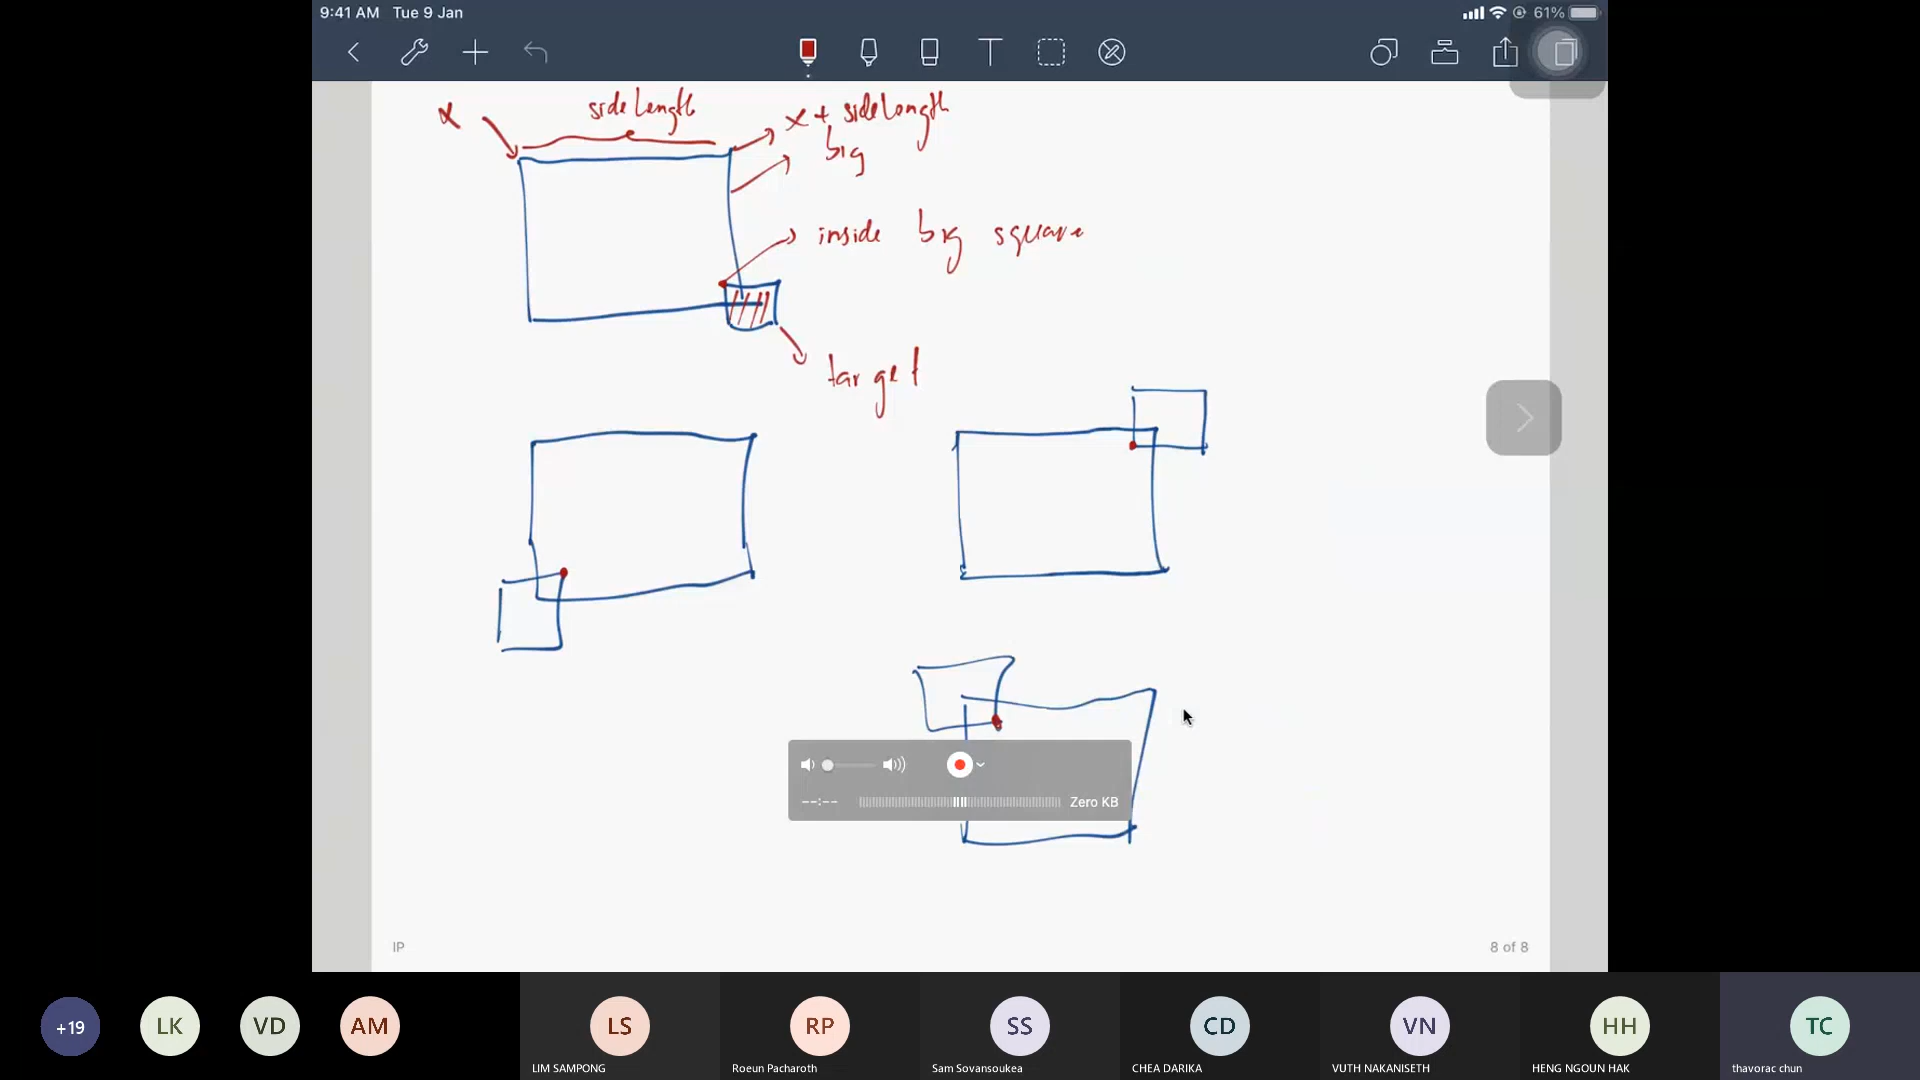 9:41 AM Tue 9 Jan
61%
x
sideLength
x + sideLength
big
inside big square
target
--:--
Zero KB
IP
8 of 8
+19
LK
VD
AM
LS
RP
SS
CD
VN
HH
TC
LIM SAMPONG
Roeun Pacharoth
Sam Sovansoukea
CHEA DARIKA
VUTH NAKANISETH
HENG NGOUN HAK
thavorac chun